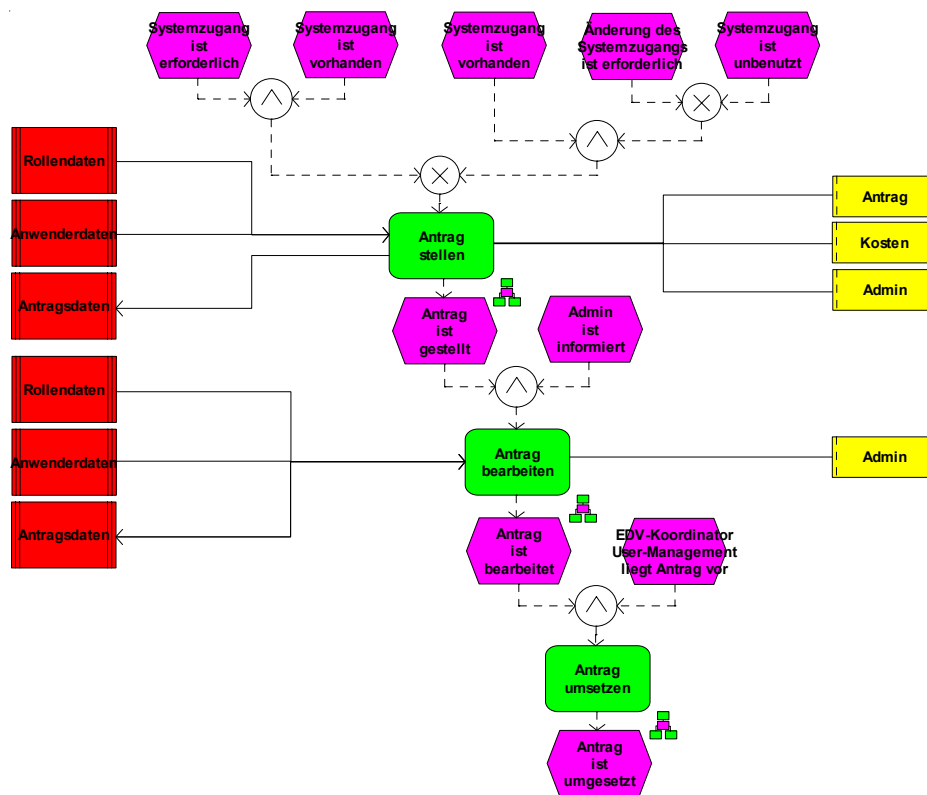 Systemzugang
ist
erforderlich
Systemzugang
ist
vorhanden
Systemzugang
ist
vorhanden
Änderung des
Systemzugangs
ist erforderlich
Systemzugang
ist
unbenutzt
Rollendaten
Anwenderdaten
Antragsdaten
Antrag
stellen
Antrag
Kosten
Admin
Antrag
ist
gestellt
Admin
ist
informiert
Rollendaten
Anwenderdaten
Antragsdaten
Antrag
bearbeiten
Admin
Antrag
ist
bearbeitet
EDV-Koordinator
User-Management
liegt Antrag vor
Antrag
umsetzen
Antrag
ist
umgesetzt